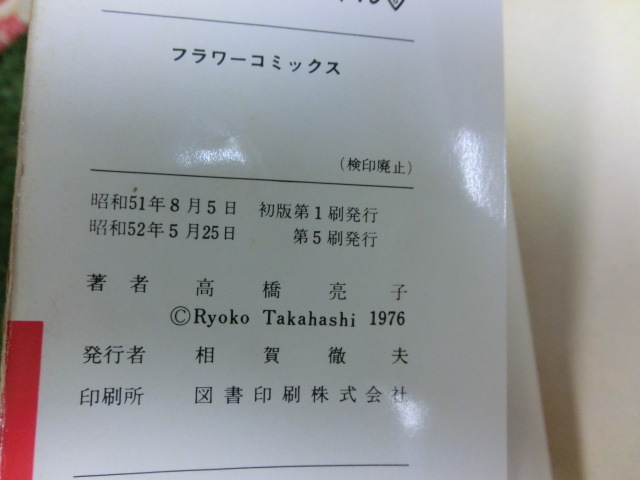 フラワーコミックス
(検印廃止)
昭和51年8月5日 初版第1刷発行
昭和52年5月25日 第5刷発行
著者 高橋亮子
©Ryoko Takahashi 1976
発行者 相賀徹夫
印刷所 図書印刷株式会社